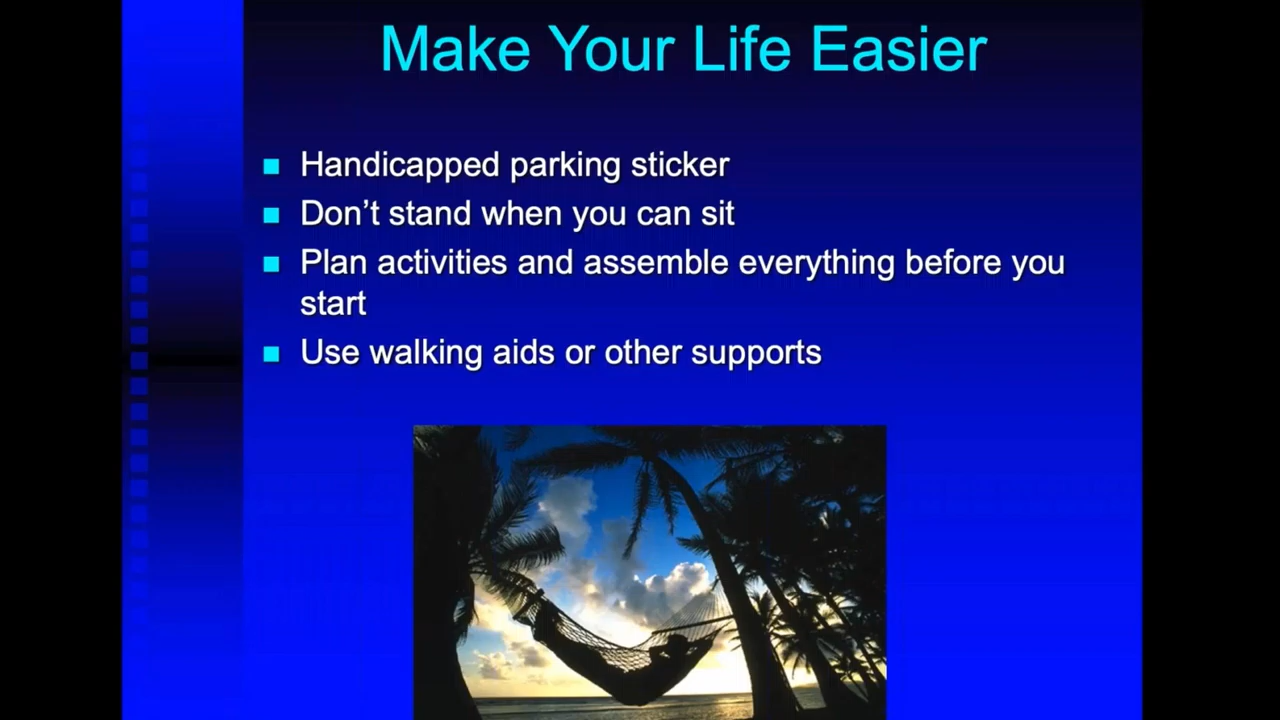 Make Your Life Easier
Handicapped parking sticker
Don’t stand when you can sit
Plan activities and assemble everything before you
start
Use walking aids or other supports